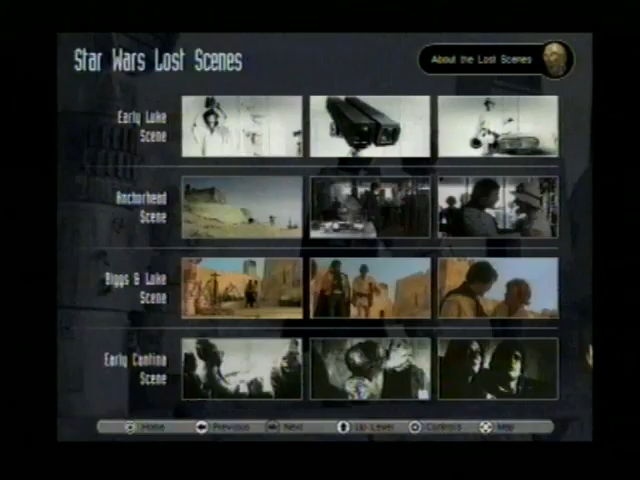 Star Wars Lost Scenes
About the Lost Scenes
Early Luke
Scene
Anchorhead
Scene
Biggs & Luke
Scene
Early Cantina
Scene
Home Previous Next Up Level Controls Map